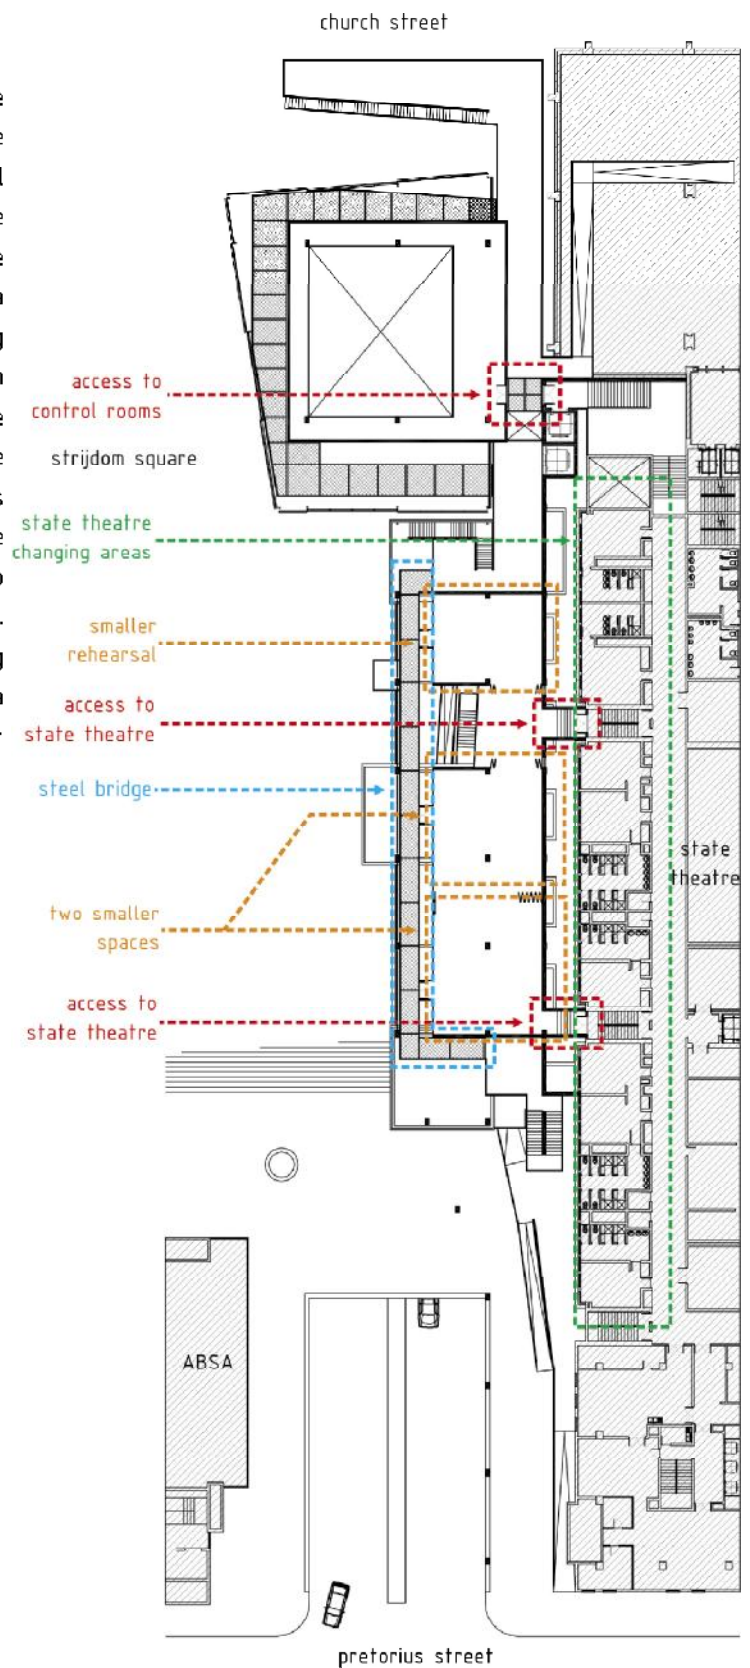 church street
access to
control rooms
strijdom square
state theatre
changing areas
smaller
rehearsal
access to
state theatre
steel bridge
state
theatre
two smaller
spaces
access to
state theatre
ABSA
pretorius street